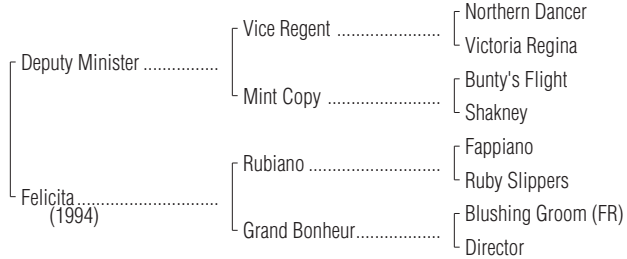 Northern Dancer
Vice Regent ....................
Victoria Regina
Deputy Minister ...............
Bunty's Flight
Mint Copy ......................
Shakney
Fappiano
Rubiano ..........................
Ruby Slippers
Felicita .............................
(1994)
Blushing Groom (FR)
Grand Bonheur .................
Director